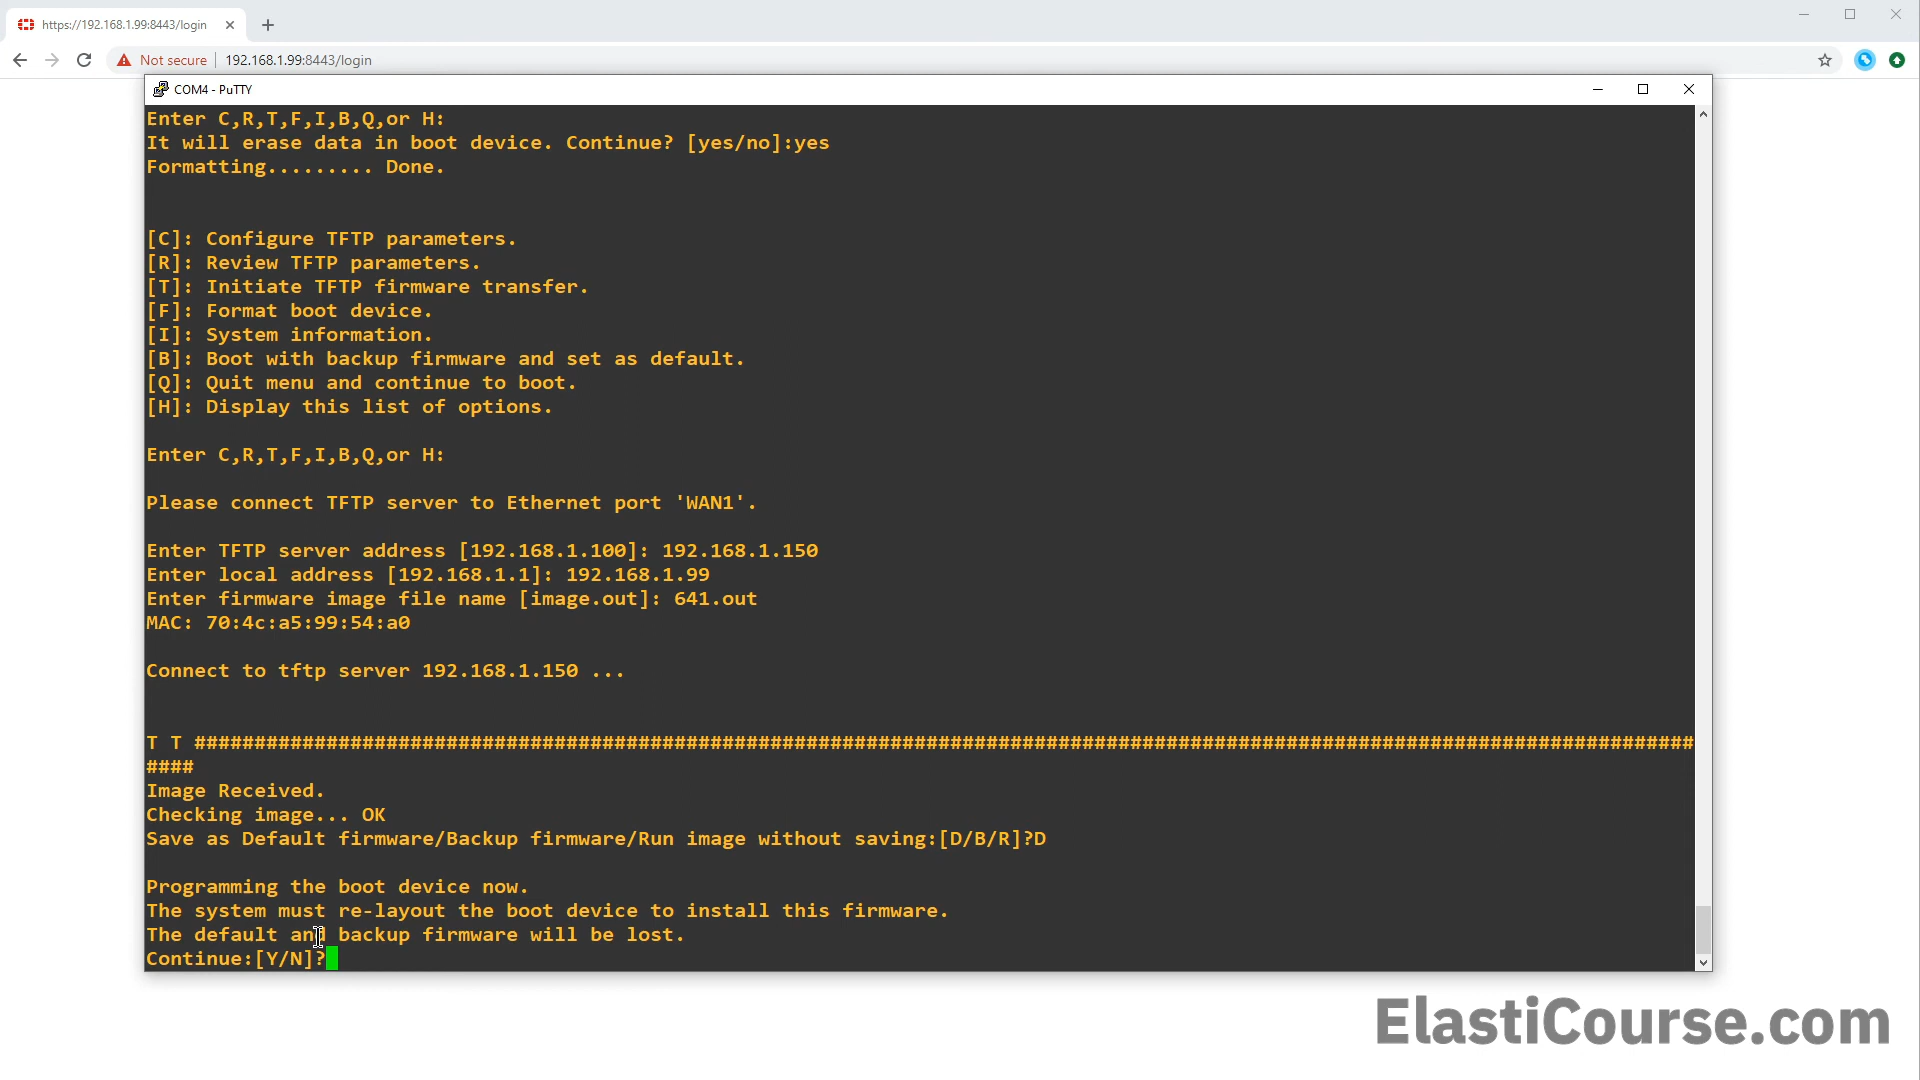 https://192.168.1.99:8443/login
Not secure
192.168.1.99:8443/login
COM4 - PuTTY
Enter C,R,T,F,I,B,Q,or H:
It will erase data in boot device. Continue? [yes/no]:yes
Formatting......... Done.
[C]: Configure TFTP parameters.
[R]: Review TFTP parameters.
[T]: Initiate TFTP firmware transfer.
[F]: Format boot device.
[I]: System information.
[B]: Boot with backup firmware and set as default.
[Q]: Quit menu and continue to boot.
[H]: Display this list of options.
Enter C,R,T,F,I,B,Q,or H:
Please connect TFTP server to Ethernet port 'WAN1'.
Enter TFTP server address [192.168.1.100]: 192.168.1.150
Enter local address [192.168.1.1]: 192.168.1.99
Enter firmware image file name [image.out]: 641.out
MAC: 70:4c:a5:99:54:a0
Connect to tftp server 192.168.1.150 ...
T T #############################################################################################################################
####
Image Received.
Checking image... OK
Save as Default firmware/Backup firmware/Run image without saving:[D/B/R]?D
Programming the boot device now.
The system must re-layout the boot device to install this firmware.
The default and backup firmware will be lost.
Continue:[Y/N]?
ElastiCourse.com